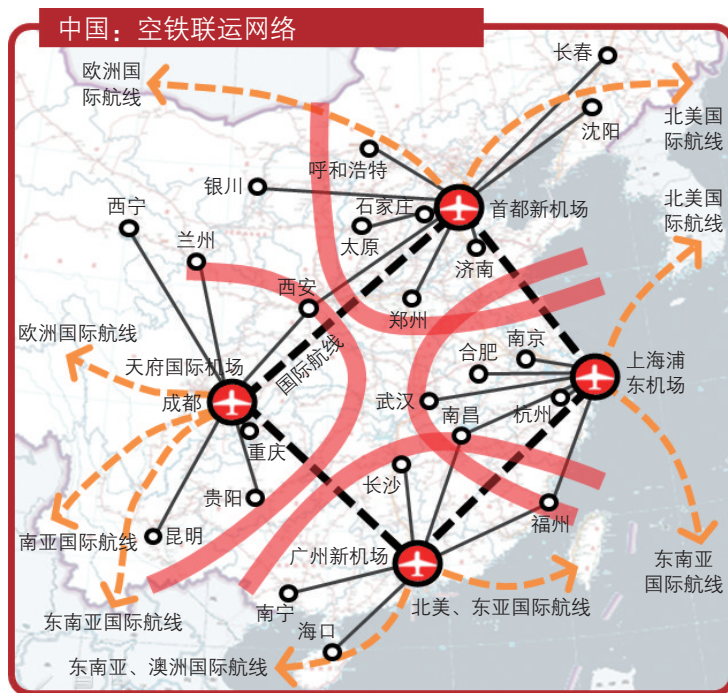 中国：空铁联运网络
欧洲国
际航线
长春
北美国
际航线
沈阳
呼和浩特
银川
石家庄
首都新机场
北美国
际航线
西宁
兰州
太原
济南
西安
郑州
欧洲国际航线
国际航线
南京
合肥
上海浦
东机场
天府国际机场
成都
武汉
杭州
南昌
重庆
长沙
贵阳
福州
南亚国际航线
昆明
广州新机场
东南亚
国际航线
南宁
北美、东亚国际航线
东南亚国际航线
海口
东南亚、澳洲国际航线